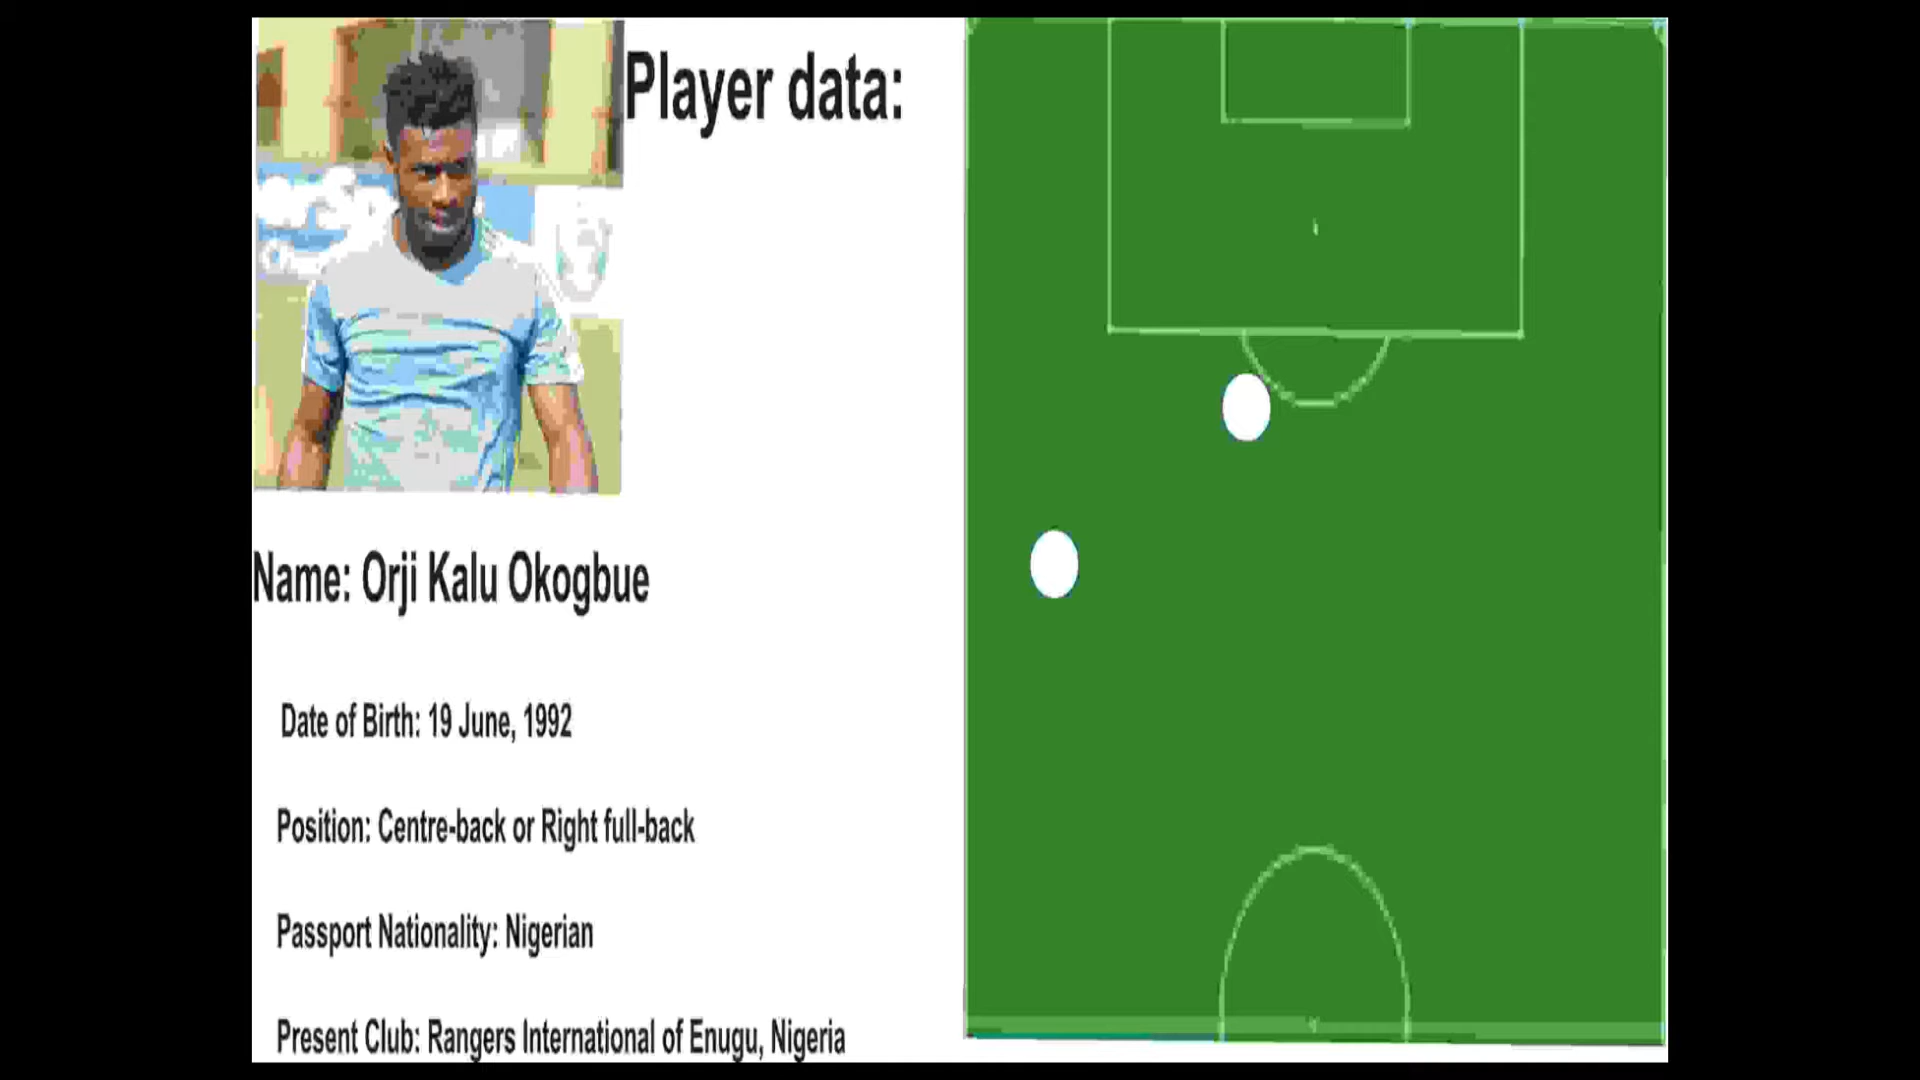 Player data:
Name: Orji Kalu Okogbue
Date of Birth: 19 June, 1992
Position: Centre-back or Right full-back
Passport Nationality: Nigerian
Present Club: Rangers International of Enugu, Nigeria